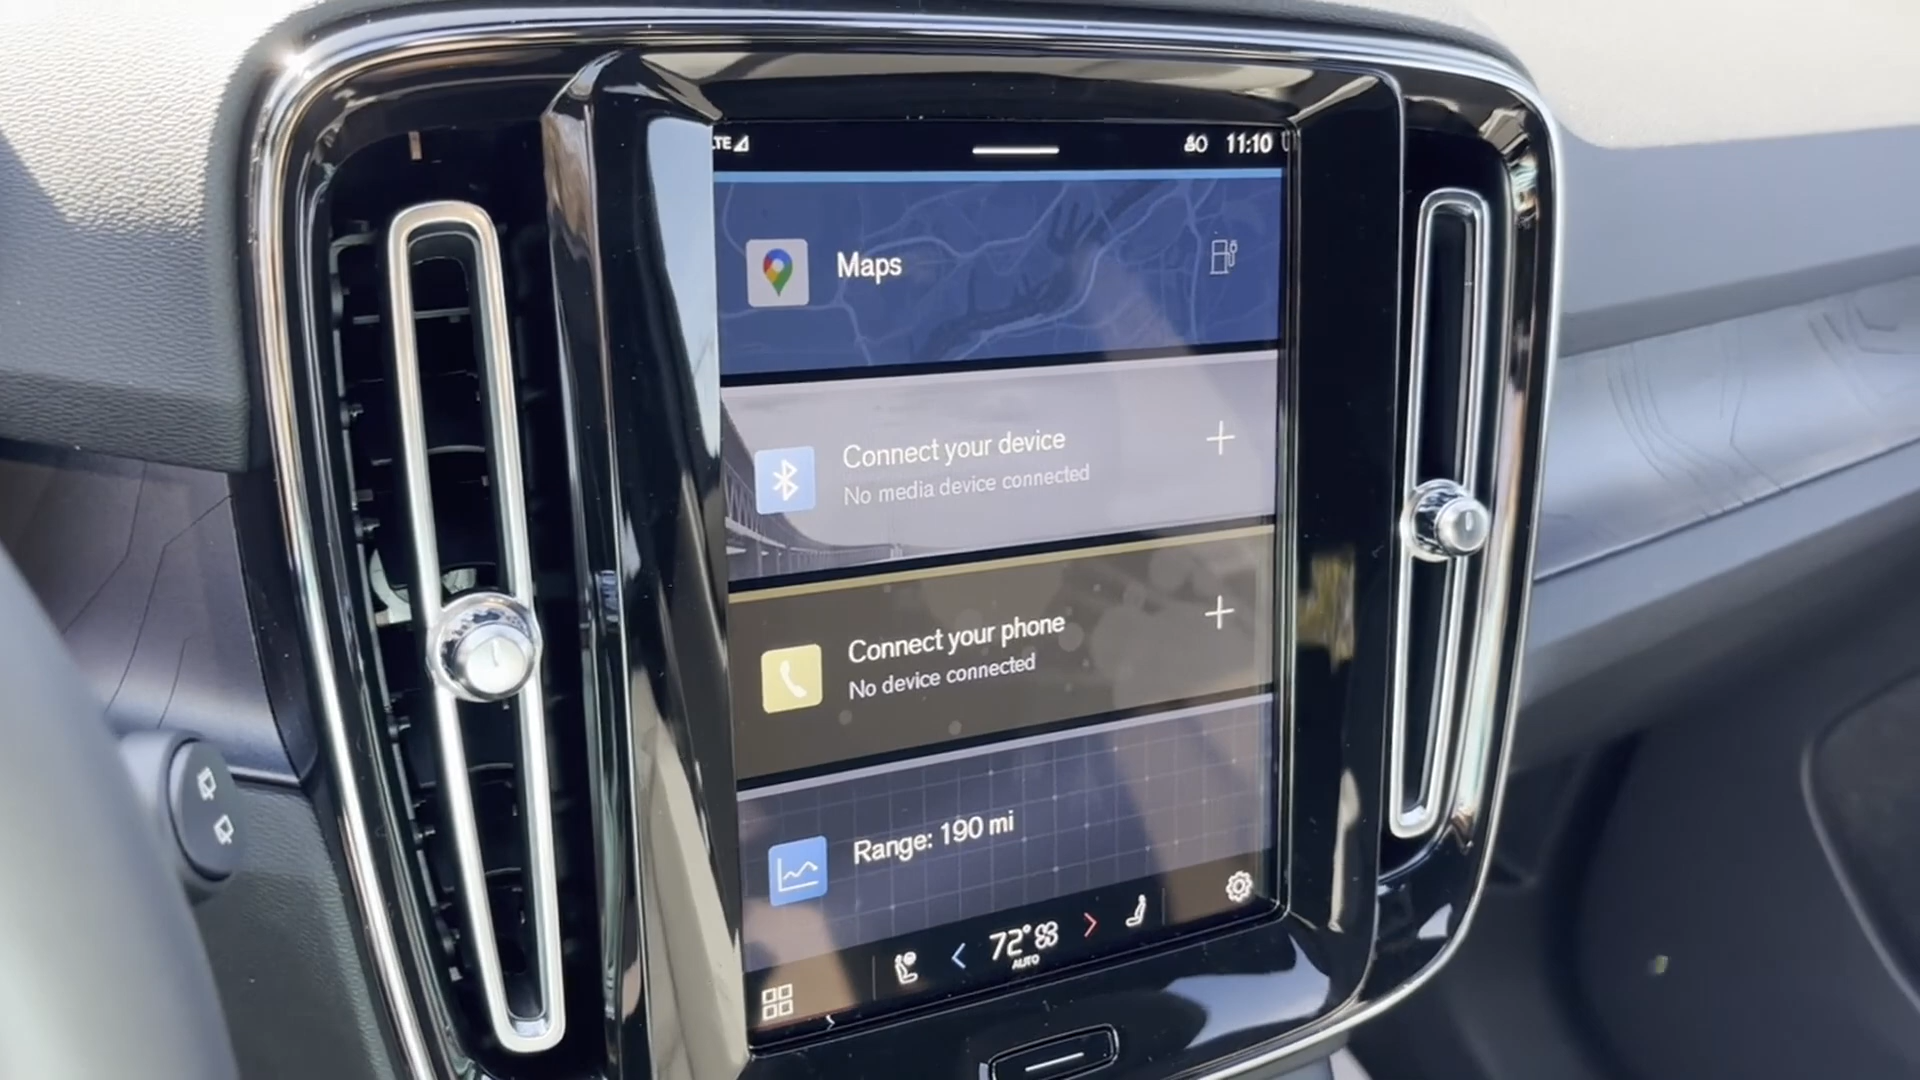 LTE
11:10
Maps
Connect your device
No media device connected
Connect your phone
No device connected
Range: 190 mi
72°
AUTO